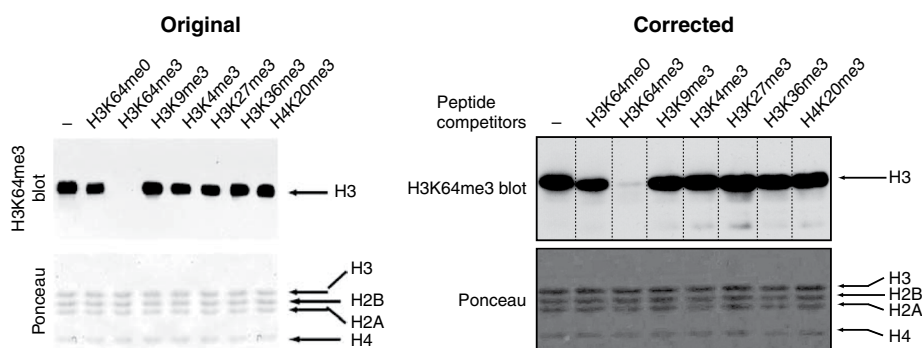 Original
–
H3K64me0
H3K64me3
H3K9me3
H3K4me3
H3K27me3
H3K36me3
H4K20me3
H3K64me3
blot
H3
Ponceau
H3
H2B
H2A
H4
Corrected
Peptide
competitors
–
H3K64me0
H3K64me3
H3K9me3
H3K4me3
H3K27me3
H3K36me3
H4K20me3
H3K64me3 blot
H3
Ponceau
H3
H2B
H2A
H4